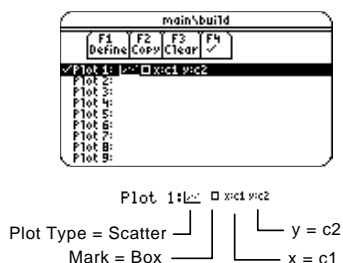 main\build
F1 F2 F3 F4
Define Copy Clear ✓
✓Plot 1: x:c1 y:c2
Plot 2:
Plot 3:
Plot 4:
Plot 5:
Plot 6:
Plot 7:
Plot 8:
Plot 9:
Plot 1: x:c1 y:c2
Plot Type = Scatter
y = c2
Mark = Box
x = c1